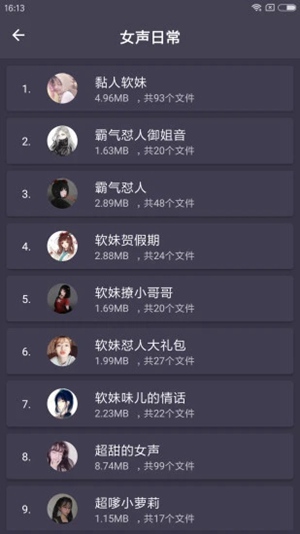 16:13
女声日常
1.
黏人软妹
4.96MB ，共93个文件
2.
霸气怼人御姐音
1.63MB ，共20个文件
3.
霸气怼人
2.89MB ，共48个文件
4.
软妹贺假期
2.88MB ，共24个文件
5.
软妹撩小哥哥
1.69MB ，共20个文件
6.
软妹怼人大礼包
1.99MB ，共27个文件
7.
软妹味儿的情话
2.23MB ，共22个文件
8.
超甜的女声
8.74MB ，共99个文件
9.
超嗲小萝莉
1.15MB ，共17个文件